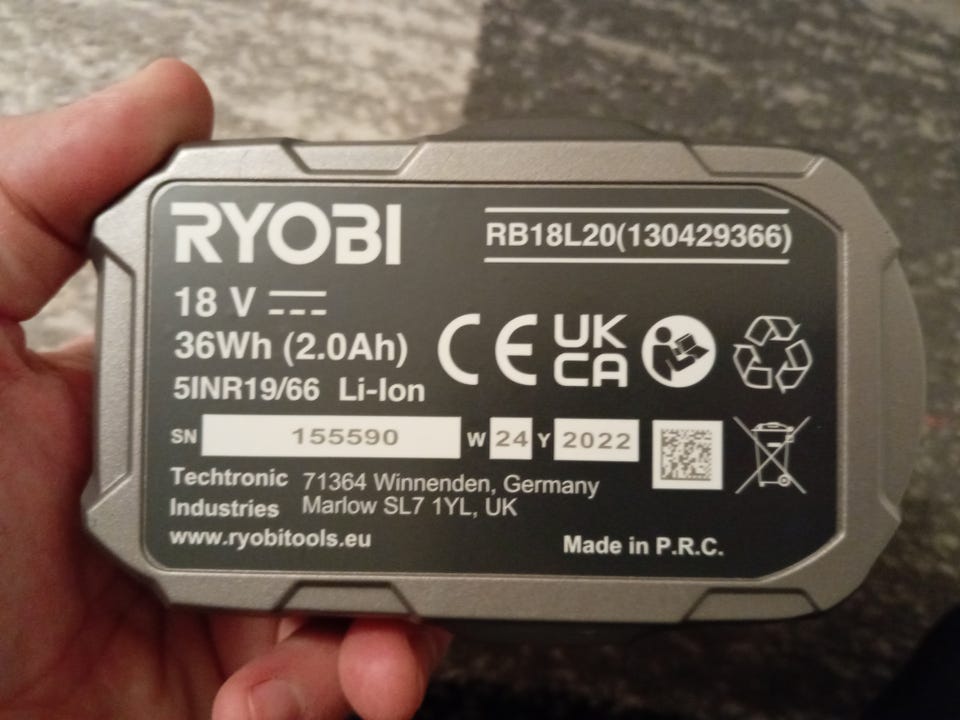 RYOBI
RB18L20(130429366)
18 V
36Wh (2.0Ah)
5INR19/66 Li-Ion
CE UK CA
SN 155590 W 24 Y 2022
Techtronic Industries
71364 Winnenden, Germany
Marlow SL7 1YL, UK
www.ryobitools.eu
Made in P.R.C.